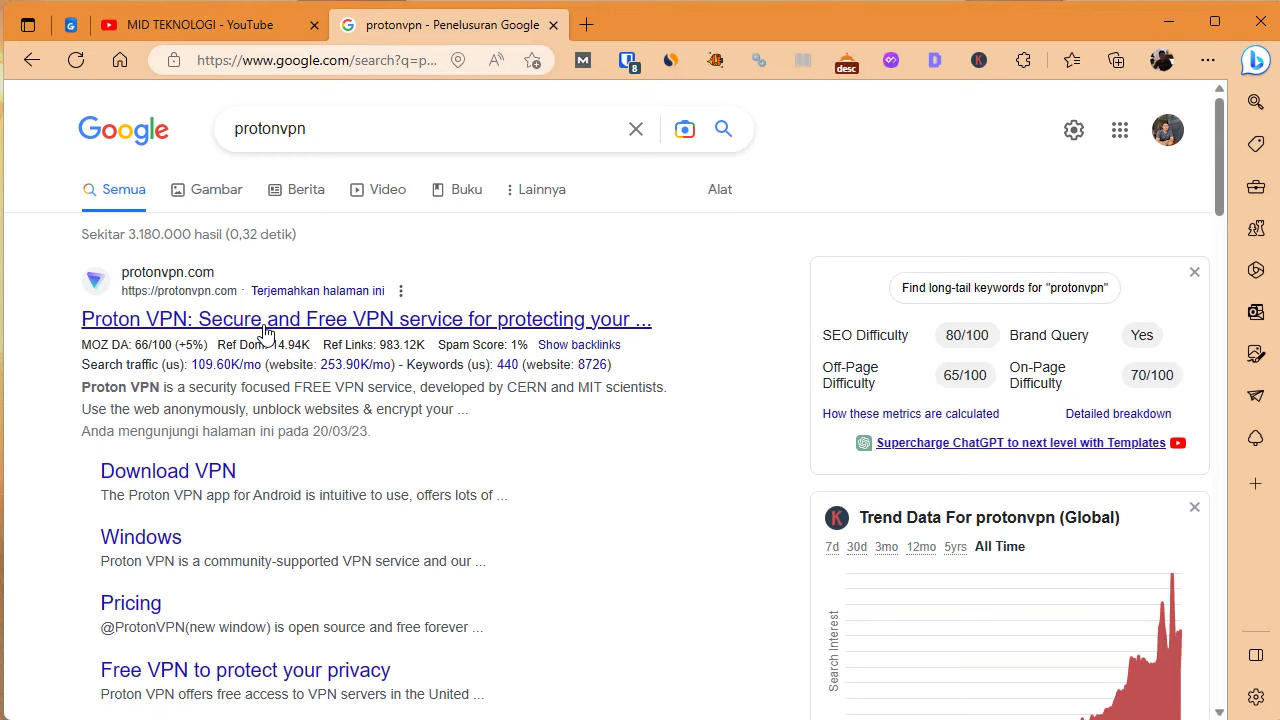 MID TEKNOLOGI - YouTube
protonvpn - Penelusuran Google
https://www.google.com/search?q=p...
M
8
desc
D
K
Google
protonvpn
Semua
Gambar
Berita
Video
Buku
Lainnya
Alat
Sekitar 3.180.000 hasil (0,32 detik)
protonvpn.com
https://protonvpn.com · Terjemahkan halaman ini
Proton VPN: Secure and Free VPN service for protecting your ...
MOZ DA: 66/100 (+5%) Ref Dom 14.94K Ref Links: 983.12K Spam Score: 1% Show backlinks
Search traffic (us): 109.60K/mo (website: 253.90K/mo) - Keywords (us): 440 (website: 8726)
Proton VPN is a security focused FREE VPN service, developed by CERN and MIT scientists.
Use the web anonymously, unblock websites & encrypt your ...
Anda mengunjungi halaman ini pada 20/03/23.
Download VPN
The Proton VPN app for Android is intuitive to use, offers lots of ...
Windows
Proton VPN is a community-supported VPN service and our ...
Pricing
@ProtonVPN(new window) is open source and free forever ...
Free VPN to protect your privacy
Proton VPN offers free access to VPN servers in the United ...
Find long-tail keywords for "protonvpn"
SEO Difficulty 80/100 Brand Query Yes
Off-Page Difficulty 65/100 On-Page Difficulty 70/100
How these metrics are calculated
Detailed breakdown
Supercharge ChatGPT to next level with Templates
K
Trend Data For protonvpn (Global)
7d 30d 3mo 12mo 5yrs All Time
Search Interest